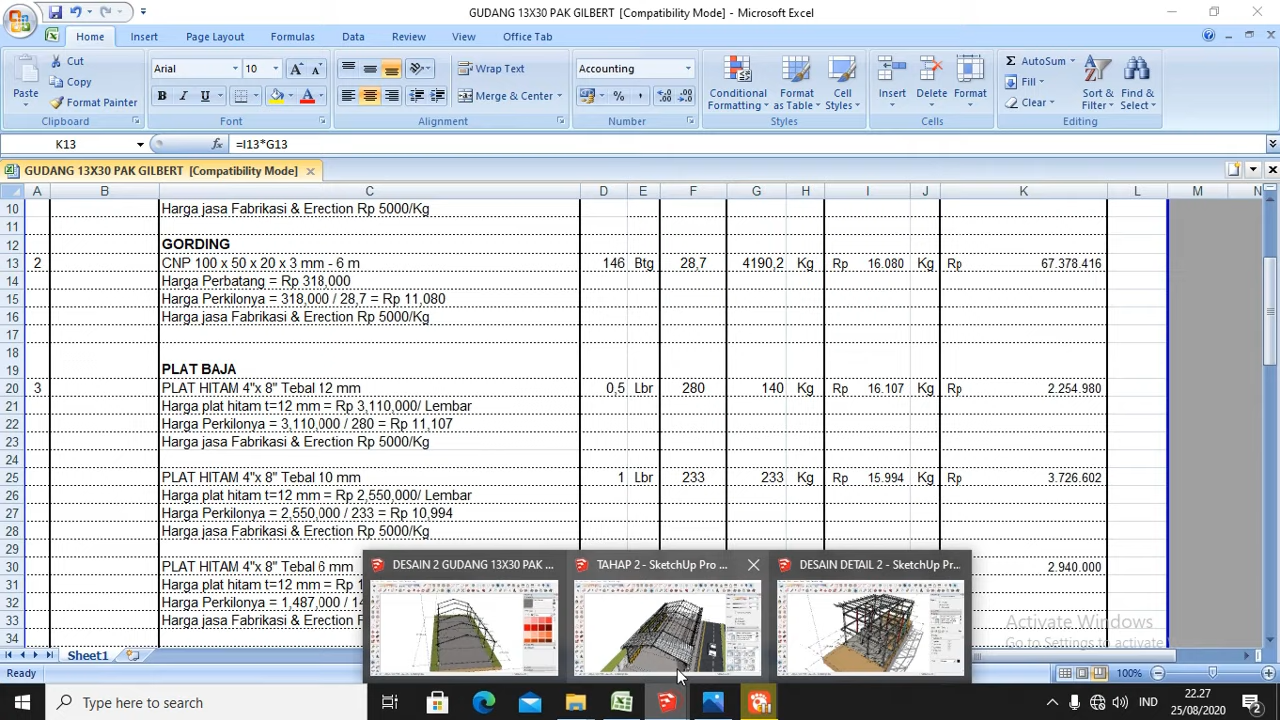 GUDANG 13X30 PAK GILBERT [Compatibility Mode] - Microsoft Excel
Home Insert Page Layout Formulas Data Review View Office Tab
Paste
Cut
Copy
Format Painter
Clipboard
Arial 10
B I U
Font
Wrap Text
Merge & Center
Alignment
Accounting
%
Number
Conditional Formatting
Format as Table
Cell Styles
Styles
Insert
Delete
Format
Cells
AutoSum
Fill
Clear
Sort & Filter
Find & Select
Editing
K13 fx =I13*G13
GUDANG 13X30 PAK GILBERT [Compatibility Mode]
A B C D E F G H I J K L M N
10 Harga jasa Fabrikasi & Erection Rp 5000/Kg
11
12 GORDING
13 2 CNP 100 x 50 x 20 x 3 mm - 6 m 146 Btg 28,7 4190,2 Kg Rp 16.080 Kg Rp 67.378.416
14 Harga Perbatang = Rp 318,000
15 Harga Perkilonya = 318,000 / 28,7 = Rp 11,080
16 Harga jasa Fabrikasi & Erection Rp 5000/Kg
17
18
19 PLAT BAJA
20 3 PLAT HITAM 4"x 8" Tebal 12 mm 0,5 Lbr 280 140 Kg Rp 16.107 Kg Rp 2.254.980
21 Harga plat hitam t=12 mm = Rp 3,110,000/ Lembar
22 Harga Perkilonya = 3,110,000 / 280 = Rp 11,107
23 Harga jasa Fabrikasi & Erection Rp 5000/Kg
24
25 PLAT HITAM 4"x 8" Tebal 10 mm 1 Lbr 233 233 Kg Rp 15.994 Kg Rp 3.726.602
26 Harga plat hitam t=12 mm = Rp 2,550,000/ Lembar
27 Harga Perkilonya = 2,550,000 / 233 = Rp 10,994
28 Harga jasa Fabrikasi & Erection Rp 5000/Kg
29
30 PLAT HITAM 4"x 8" Tebal 6 mm 2.940.000
31 Harga plat hitam t=12 mm = Rp 1
32 Harga Perkilonya = 1,487,000 / 14
33 Harga jasa Fabrikasi & Erection R
34
DESAIN 2 GUDANG 13X30 PAK ...
TAHAP 2 - SketchUp Pro ...
DESAIN DETAIL 2 - SketchUp Pr...
Activate Windows
Go to Settings to activate
Sheet1
Ready 100%
Type here to search
IND
22.27
25/08/2020
2